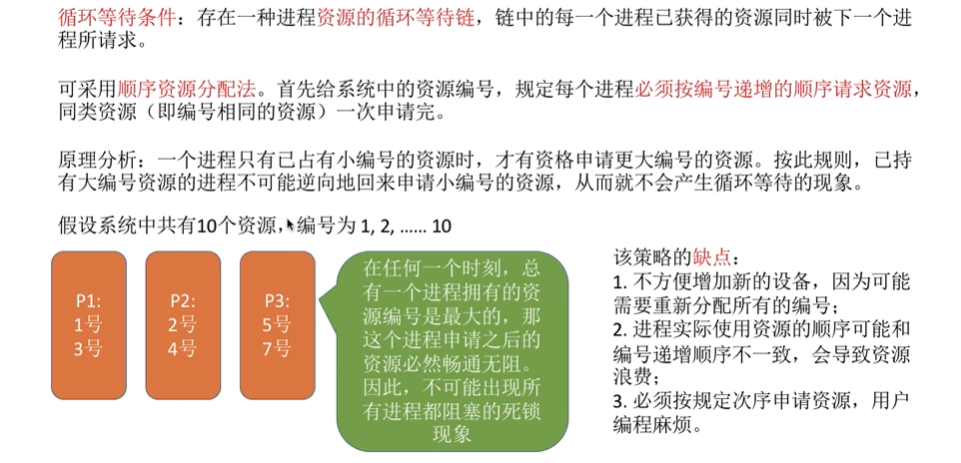 循环等待条件：存在一种进程资源的循环等待链，链中的每一个进程已获得的资源同时被下一个进
程所请求。
可采用顺序资源分配法。首先给系统中的资源编号，规定每个进程必须按编号递增的顺序请求资源，
同类资源（即编号相同的资源）一次申请完。
原理分析：一个进程只有已占有小编号的资源时，才有资格申请更大编号的资源。按此规则，已持
有大编号资源的进程不可能逆向地回来申请小编号的资源，从而就不会产生循环等待的现象。
假设系统中共有10个资源，编号为 1, 2, …… 10
P1:
1号
3号
P2:
2号
4号
P3:
5号
7号
在任何一个时刻，总
有一个进程拥有的资
源编号是最大的，那
这个进程申请之后的
资源必然畅通无阻。
因此，不可能出现所
有进程都阻塞的死锁
现象
该策略的缺点：
1. 不方便增加新的设备，因为可能
需要重新分配所有的编号；
2. 进程实际使用资源的顺序可能和
编号递增顺序不一致，会导致资源
浪费；
3. 必须按规定次序申请资源，用户
编程麻烦。